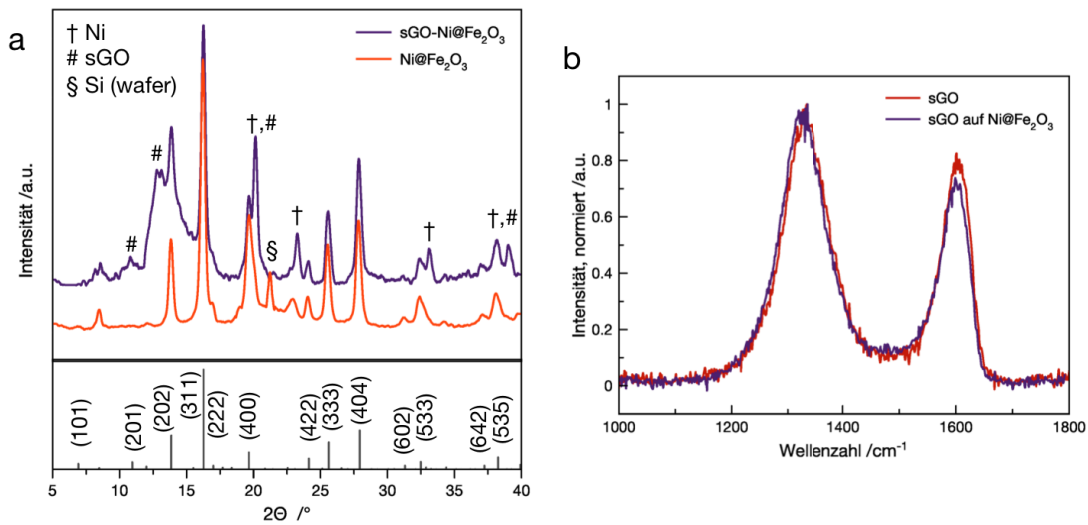 a
† Ni
# sGO
§ Si (wafer)
sGO-Ni@Fe₂O₃
Ni@Fe₂O₃
#
#
†,#
§
†
†
†,#
Intensität /a.u.
(101)
(201)
(202)
(311)
(222)
(400)
(422)
(333)
(404)
(602)
(533)
(642)
(535)
5 10 15 20 25 30 35 40
2Θ /°
b
sGO
sGO auf Ni@Fe₂O₃
Intensität, normiert /a.u.
1
0.8
0.6
0.4
0.2
0
1000 1200 1400 1600 1800
Wellenzahl /cm⁻¹